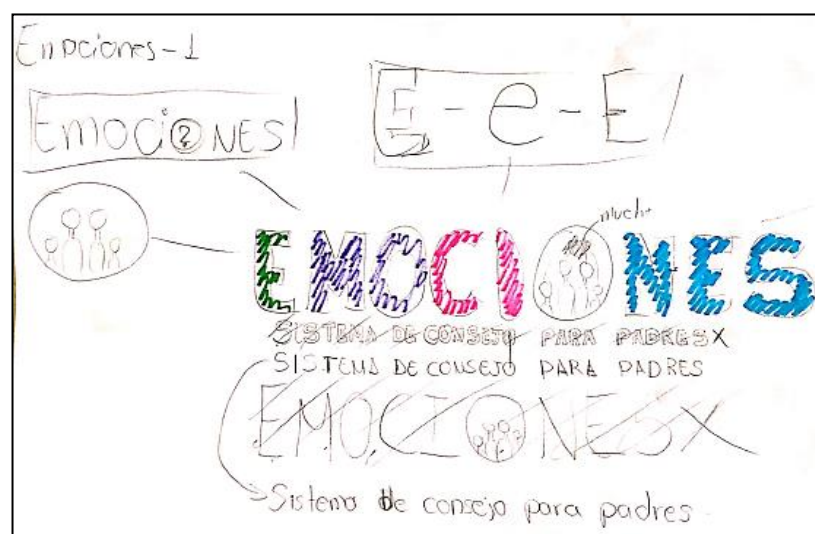 Emociones-1
EmociONES
E - e - E
mucho
EMOCIONES
SISTEMA DE CONSEJO PARA PADRES X
SISTEMA DE CONSEJO PARA PADRES
EMOCIONES X
Sistema de consejo para padres